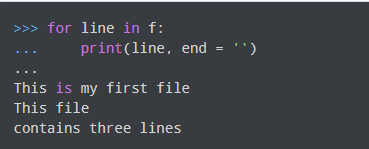 >>> for line in f:
...     print(line, end = '')
...
This is my first file
This file
contains three lines